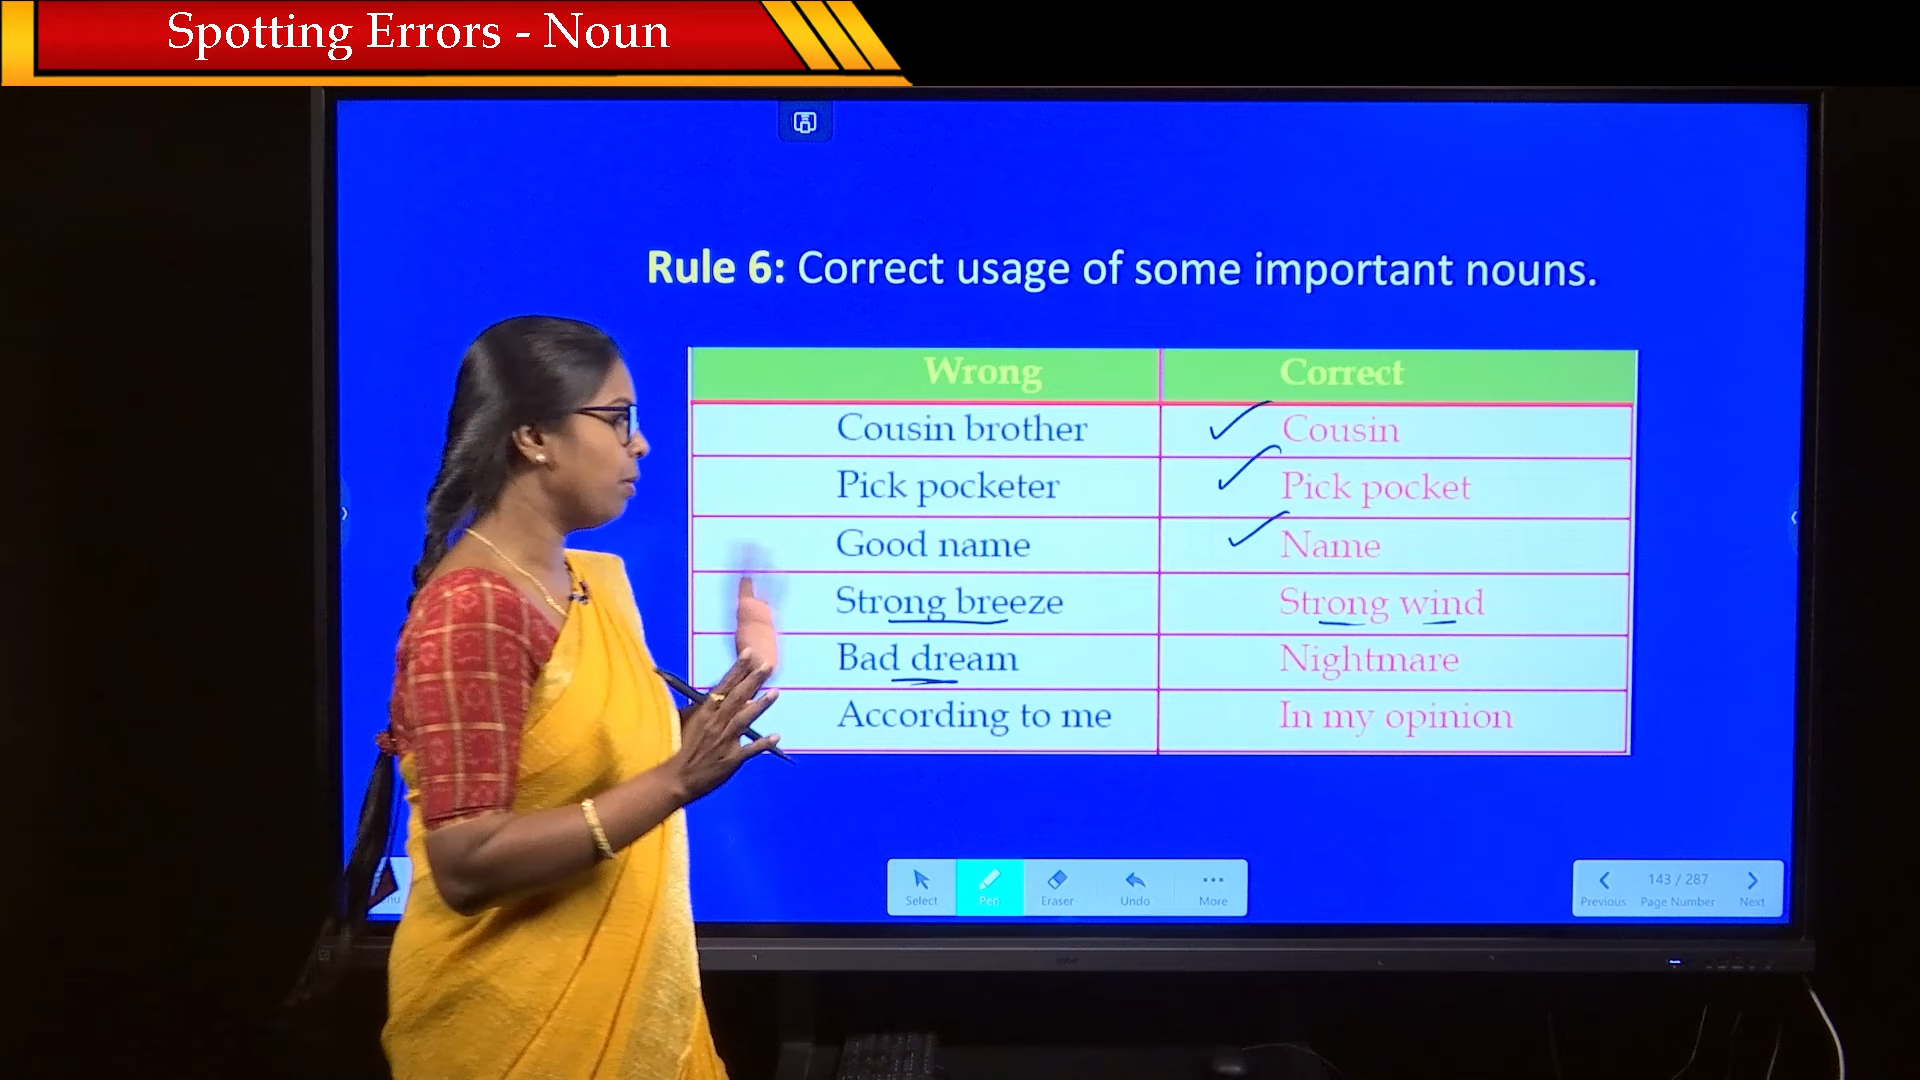 Spotting Errors - Noun
Rule 6: Correct usage of some important nouns.
Wrong Correct
Cousin brother Cousin
Pick pocketer Pick pocket
Good name Name
Strong breeze Strong wind
Bad dream Nightmare
According to me In my opinion
Select Pen Eraser Undo More
143 / 287
Previous Page Number Next